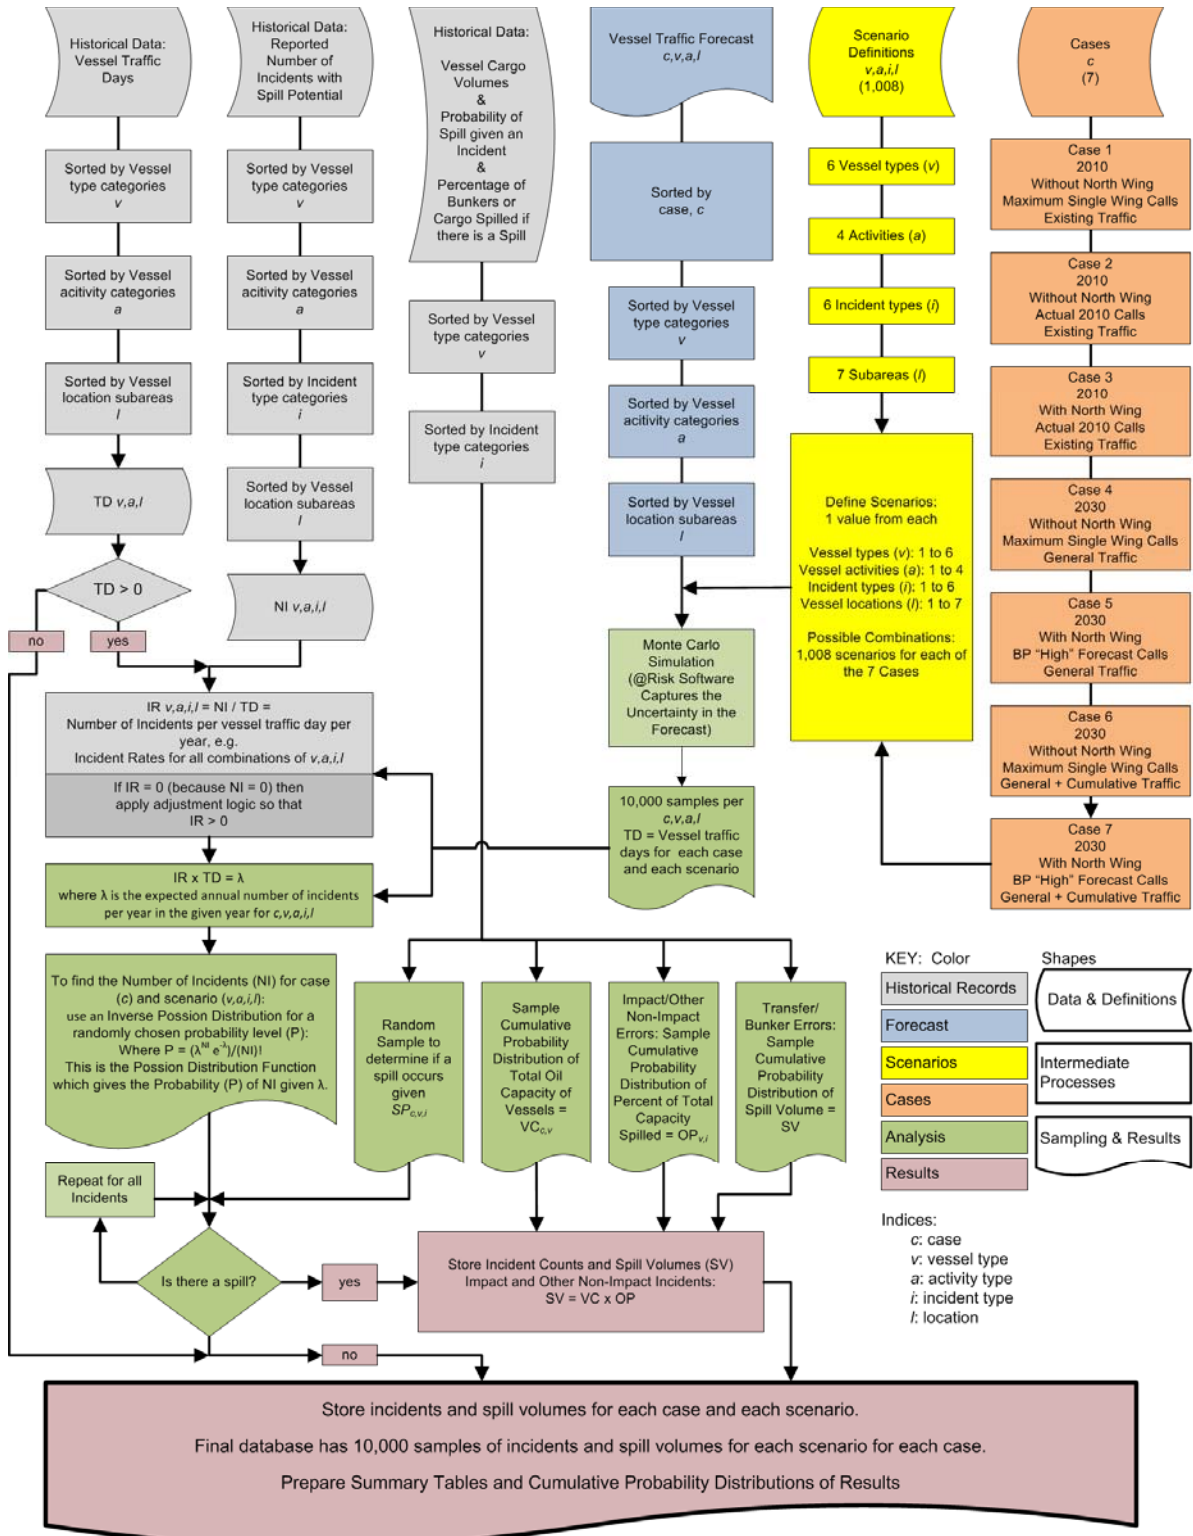 Historical Data:
Vessel Traffic
Days
Sorted by Vessel
type categories
v
Sorted by Vessel
acitivity categories
a
Sorted by Vessel
location subareas
l
TD v,a,l
TD > 0
no
yes
Historical Data:
Reported
Number of
Incidents with
Spill Potential
Sorted by Vessel
type categories
v
Sorted by Vessel
acitivity categories
a
Sorted by Incident
type categories
i
Sorted by Vessel
location subareas
l
NI v,a,i,l
Historical Data:
Vessel Cargo
Volumes
&
Probability of
Spill given an
Incident
&
Percentage of
Bunkers or
Cargo Spilled if
there is a Spill
Sorted by Vessel
type categories
v
Sorted by Incident
type categories
i
Vessel Traffic Forecast
c,v,a,l
Sorted by
case, c
Sorted by Vessel
type categories
v
Sorted by Vessel
acitivity categories
a
Sorted by Vessel
location subareas
l
Monte Carlo
Simulation
(@Risk Software
Captures the
Uncertainty in the
Forecast)
10,000 samples per
c,v,a,l
TD = Vessel traffic
days for each case
and each scenario
Scenario
Definitions
v,a,i,l
(1,008)
6 Vessel types (v)
4 Activities (a)
6 Incident types (i)
7 Subareas (l)
Define Scenarios:
1 value from each
Vessel types (v): 1 to 6
Vessel activities (a): 1 to 4
Incident types (i): 1 to 6
Vessel locations (l): 1 to 7
Possible Combinations:
1,008 scenarios for each of
the 7 Cases
Cases
c
(7)
Case 1
2010
Without North Wing
Maximum Single Wing Calls
Existing Traffic
Case 2
2010
Without North Wing
Actual 2010 Calls
Existing Traffic
Case 3
2010
With North Wing
Actual 2010 Calls
Existing Traffic
Case 4
2030
Without North Wing
Maximum Single Wing Calls
General Traffic
Case 5
2030
With North Wing
BP “High” Forecast Calls
General Traffic
Case 6
2030
Without North Wing
Maximum Single Wing Calls
General + Cumulative Traffic
Case 7
2030
With North Wing
BP “High” Forecast Calls
General + Cumulative Traffic
IR v,a,i,l = NI / TD =
Number of Incidents per vessel traffic day per
year, e.g.
Incident Rates for all combinations of v,a,i,l
If IR = 0 (because NI = 0) then
apply adjustment logic so that
IR > 0
IR x TD = λ
where λ is the expected annual number of incidents
per year in the given year for c,v,a,i,l
To find the Number of Incidents (NI) for case
(c) and scenario (v,a,i,l):
use an Inverse Possion Distribution for a
randomly chosen probability level (P):
Where P = (λ^NI e^-λ)/(NI)!
This is the Possion Distribution Function
which gives the Probability (P) of NI given λ.
Random
Sample to
determine if a
spill occurs
given
SPc,v,i
Sample
Cumulative
Probability
Distribution of
Total Oil
Capacity of
Vessels =
VCc,v
Impact/Other
Non-Impact
Errors: Sample
Cumulative
Probability
Distribution of
Percent of Total
Capacity
Spilled = OPv,i
Transfer/
Bunker Errors:
Sample
Cumulative
Probability
Distribution of
Spill Volume =
SV
Repeat for all
Incidents
Is there a spill?
yes
no
Store Incident Counts and Spill Volumes (SV)
Impact and Other Non-Impact Incidents:
SV = VC x OP
KEY: Color
Historical Records
Forecast
Scenarios
Cases
Analysis
Results
Shapes
Data & Definitions
Intermediate
Processes
Sampling & Results
Indices:
c: case
v: vessel type
a: activity type
i: incident type
l: location
Store incidents and spill volumes for each case and each scenario.
Final database has 10,000 samples of incidents and spill volumes for each scenario for each case.
Prepare Summary Tables and Cumulative Probability Distributions of Results